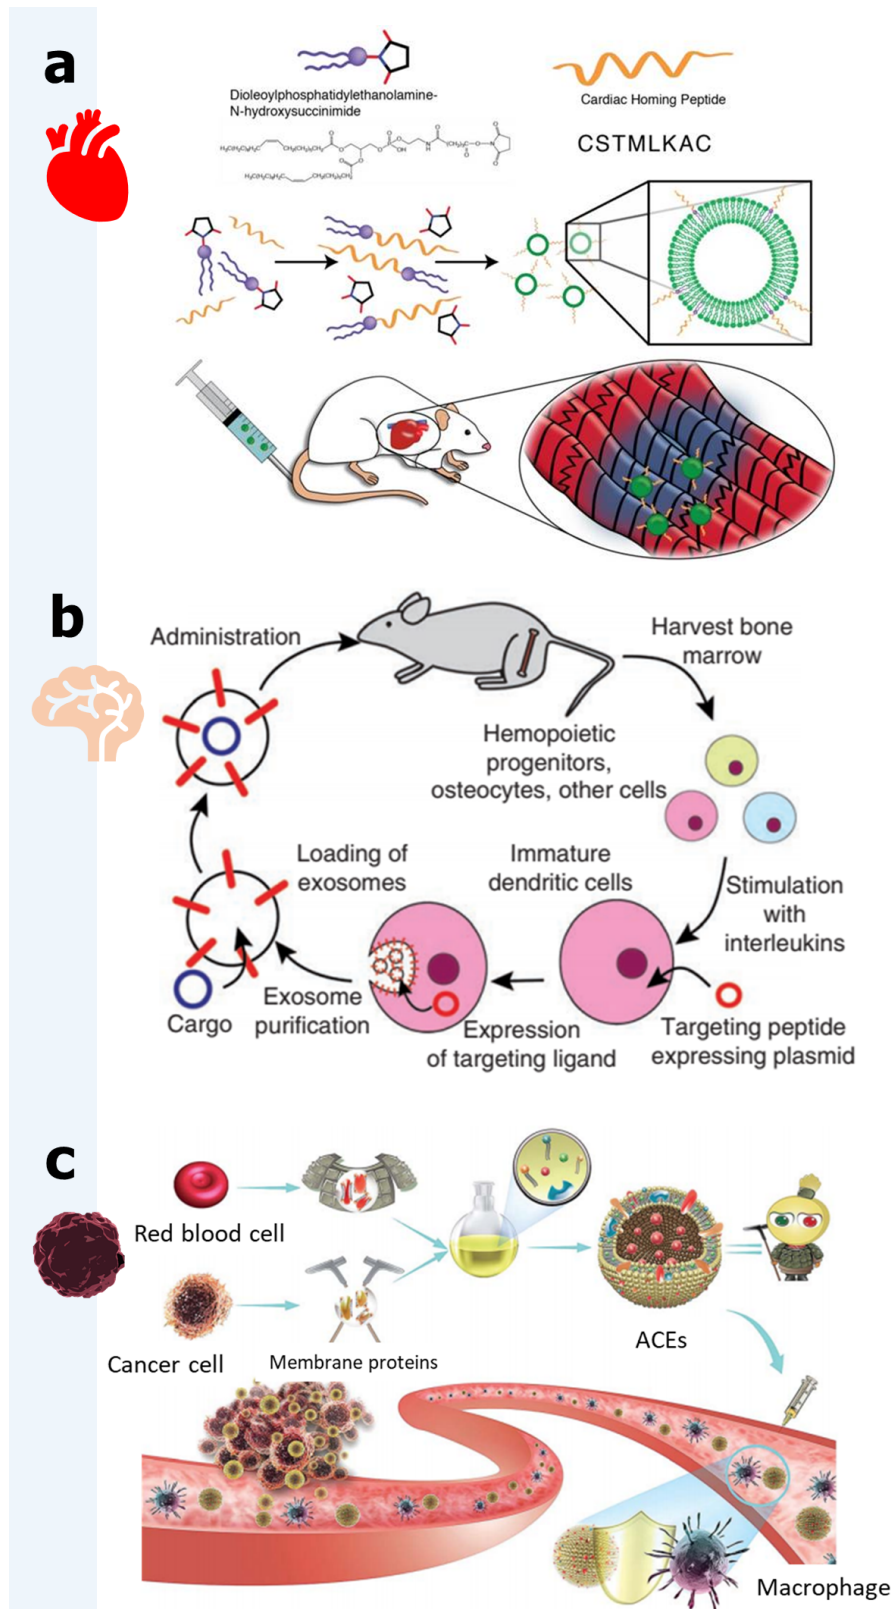 a
Dioleoylphosphatidylethanolamine-
N-hydroxysuccinimide
Cardiac Homing Peptide
CSTMLKAC
b
Administration
Harvest bone
marrow
Hemopoietic
progenitors,
osteocytes, other cells
Loading of
exosomes
Immature
dendritic cells
Stimulation
with
interleukins
Cargo
Exosome
purification
Expression
of targeting ligand
Targeting peptide
expressing plasmid
c
Red blood cell
Cancer cell
Membrane proteins
ACEs
Macrophage